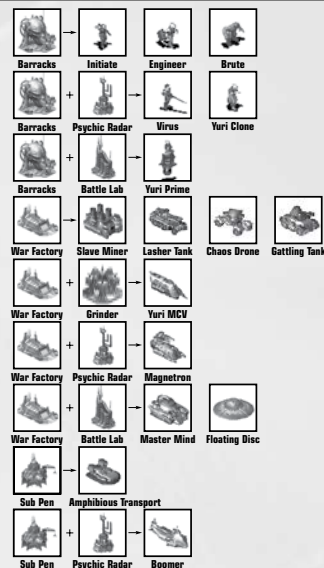 Barracks Initiate Engineer Brute
Barracks + Psychic Radar Virus Yuri Clone
Barracks + Battle Lab Yuri Prime
War Factory Slave Miner Lasher Tank Chaos Drone Gattling Tank
War Factory + Grinder Yuri MCV
War Factory + Psychic Radar Magnetron
War Factory + Battle Lab Master Mind Floating Disc
Sub Pen Amphibious Transport
Sub Pen + Psychic Radar Boomer